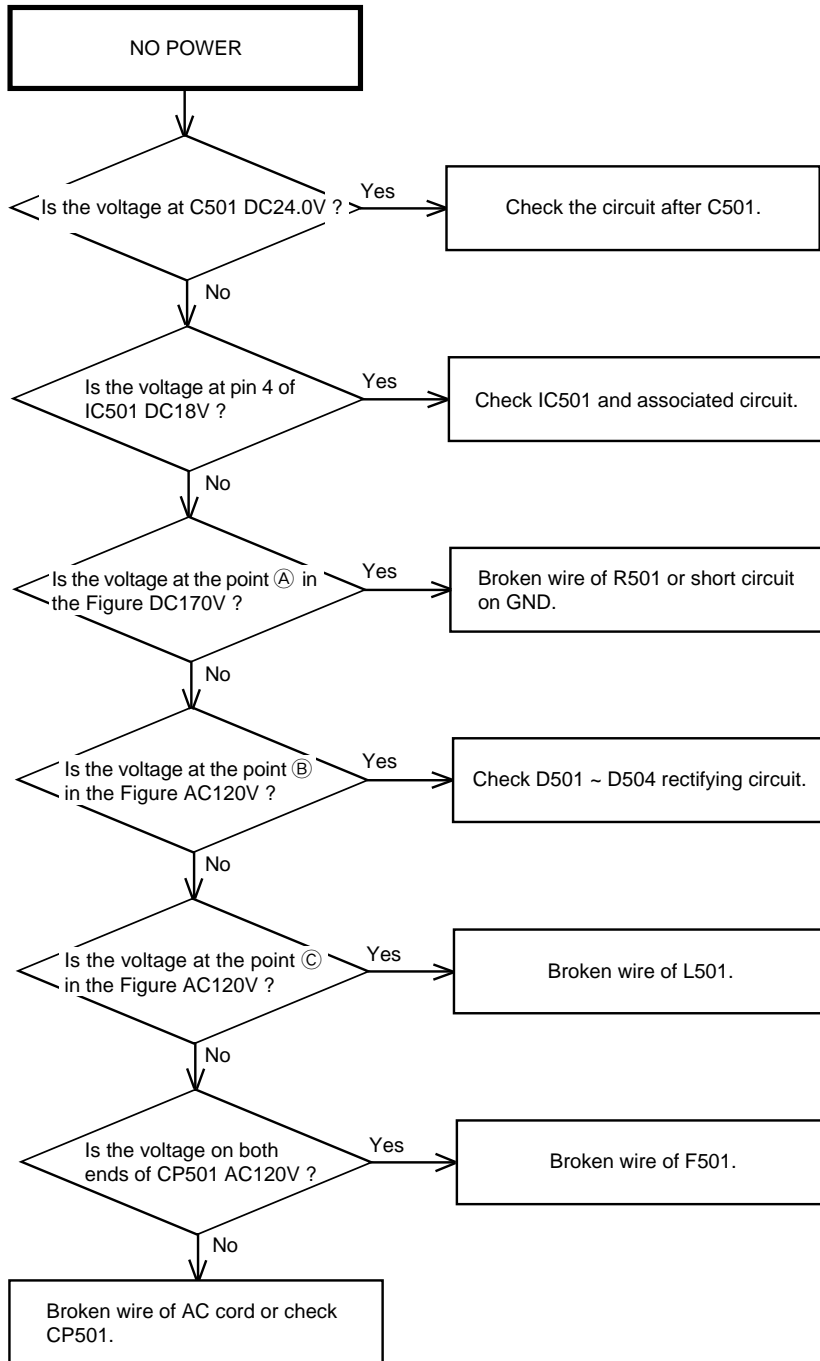 NO POWER
Is the voltage at C501 DC24.0V ?
Yes
Check the circuit after C501.
No
Is the voltage at pin 4 of
IC501 DC18V ?
Yes
Check IC501 and associated circuit.
No
Is the voltage at the point Ⓐ in
the Figure DC170V ?
Yes
Broken wire of R501 or short circuit
on GND.
No
Is the voltage at the point Ⓑ
in the Figure AC120V ?
Yes
Check D501 ~ D504 rectifying circuit.
No
Is the voltage at the point Ⓒ
in the Figure AC120V ?
Yes
Broken wire of L501.
No
Is the voltage on both
ends of CP501 AC120V ?
Yes
Broken wire of F501.
No
Broken wire of AC cord or check
CP501.